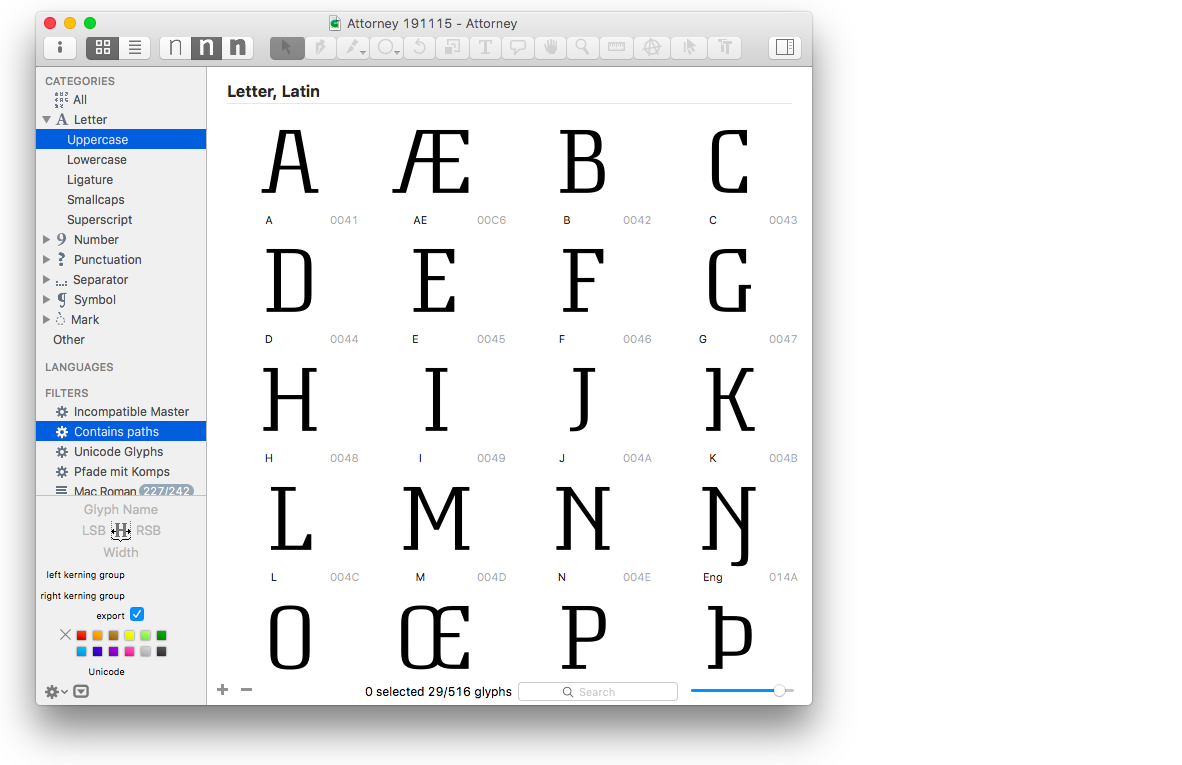 Attorney 191115 - Attorney
n n n
CATEGORIES
All
Letter
Uppercase
Lowercase
Ligature
Smallcaps
Superscript
Number
Punctuation
Separator
Symbol
Mark
Other
LANGUAGES
FILTERS
Incompatible Master
Contains paths
Unicode Glyphs
Pfade mit Komps
Mac Roman 227/242
Glyph Name
LSB H RSB
Width
left kerning group
right kerning group
export
Unicode
Letter, Latin
A Æ B C
A 0041 AE 00C6 B 0042 C 0043
D E F G
D 0044 E 0045 F 0046 G 0047
H I J K
H 0048 I 0049 J 004A K 004B
L M N Ŋ
L 004C M 004D N 004E Eng 014A
O Œ P Þ
0 selected 29/516 glyphs
Search